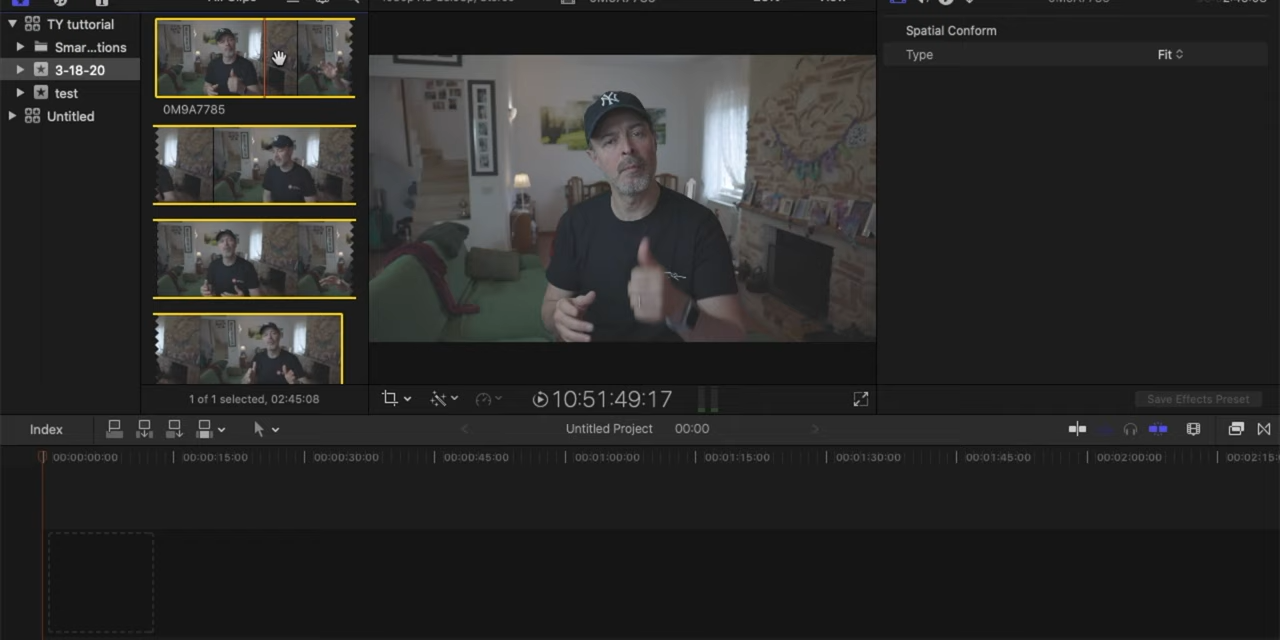 TY tuttorial
Smar...tions
3-18-20
test
Untitled
All Clips
0M9A7785
1 of 1 selected, 02:45:08
10:51:49:17
Spatial Conform
Type
Fit
Save Effects Preset
Index
Untitled Project
00:00
00:00:00:00
00:00:15:00
00:00:30:00
00:00:45:00
00:01:00:00
00:01:15:00
00:01:30:00
00:01:45:00
00:02:00:00
00:02:15: